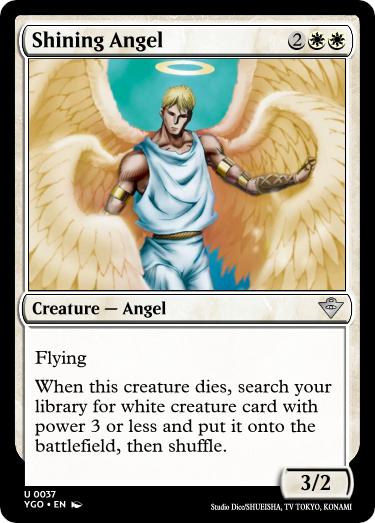 Shining Angel 2
Creature — Angel
Flying
When this creature dies, search your
library for white creature card with
power 3 or less and put it onto the
battlefield, then shuffle.
3/2
U 0037
YGO • EN
Studio Dice/SHUEISHA, TV TOKYO, KONAMI